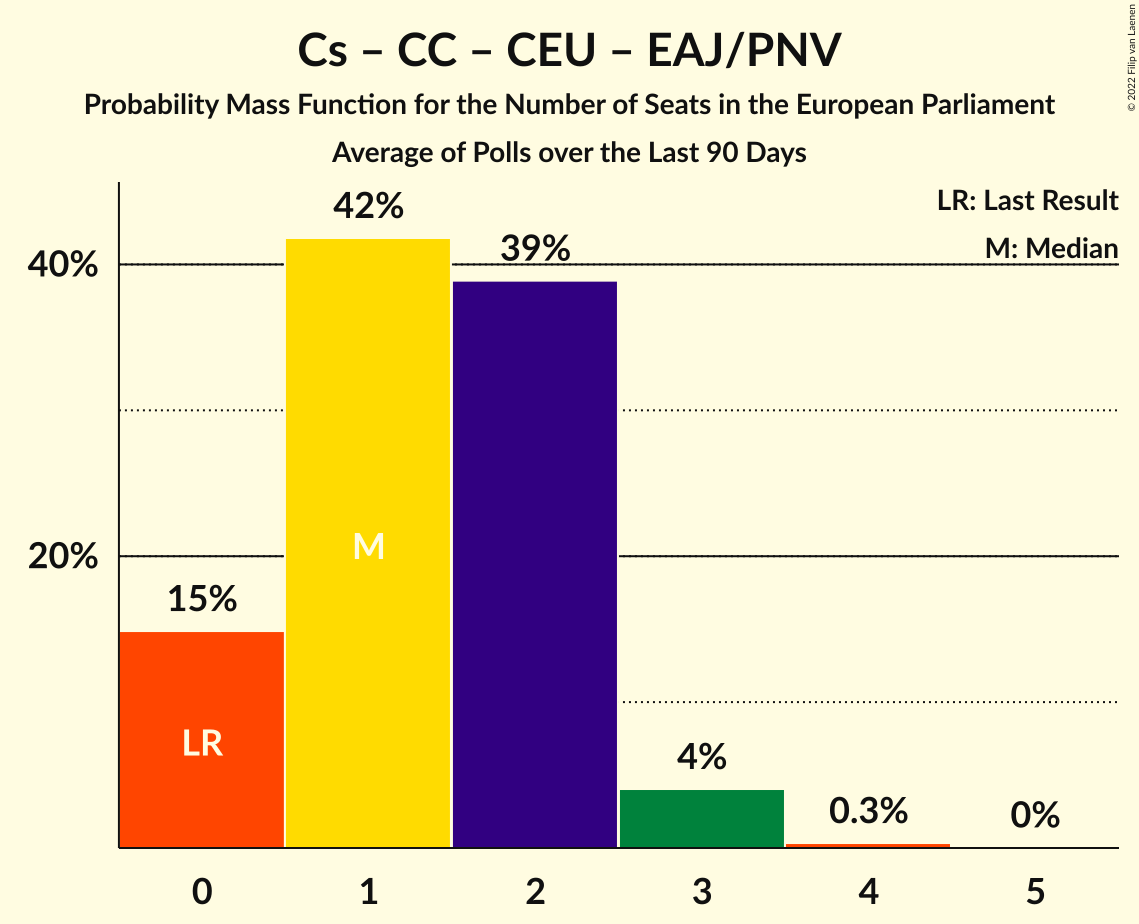 Cs – CC – CEU – EAJ/PNV
Probability Mass Function for the Number of Seats in the European Parliament
Average of Polls over the Last 90 Days
© 2022 Filip van Laenen
LR: Last Result
M: Median
42%
39%
40%
M
20%
15%
LR
4%
0.3%
0%
0 1 2 3 4 5